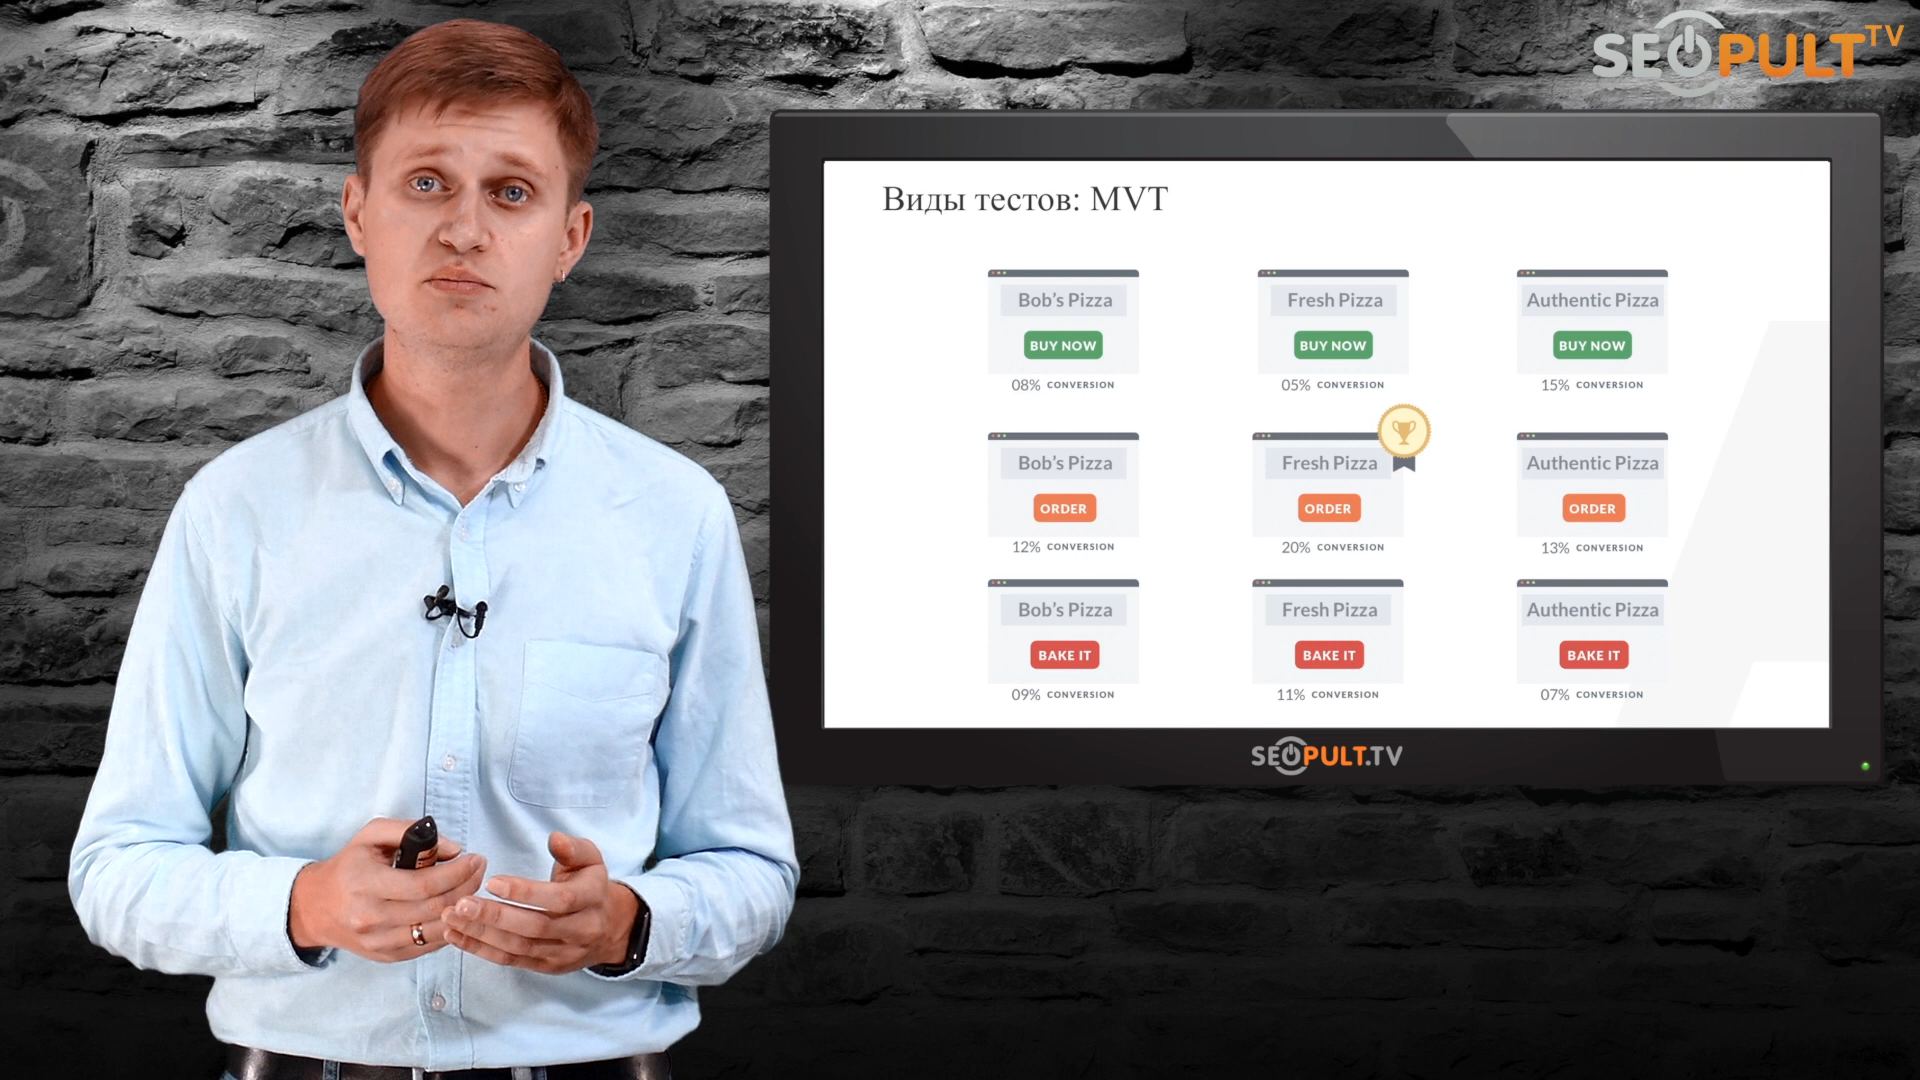 SEOPULT TV
Виды тестов: MVT
Bob's Pizza
BUY NOW
08% CONVERSION
Fresh Pizza
BUY NOW
05% CONVERSION
Authentic Pizza
BUY NOW
15% CONVERSION
Bob's Pizza
ORDER
12% CONVERSION
Fresh Pizza
ORDER
20% CONVERSION
Authentic Pizza
ORDER
13% CONVERSION
Bob's Pizza
BAKE IT
09% CONVERSION
Fresh Pizza
BAKE IT
11% CONVERSION
Authentic Pizza
BAKE IT
07% CONVERSION
SEOPULT.TV